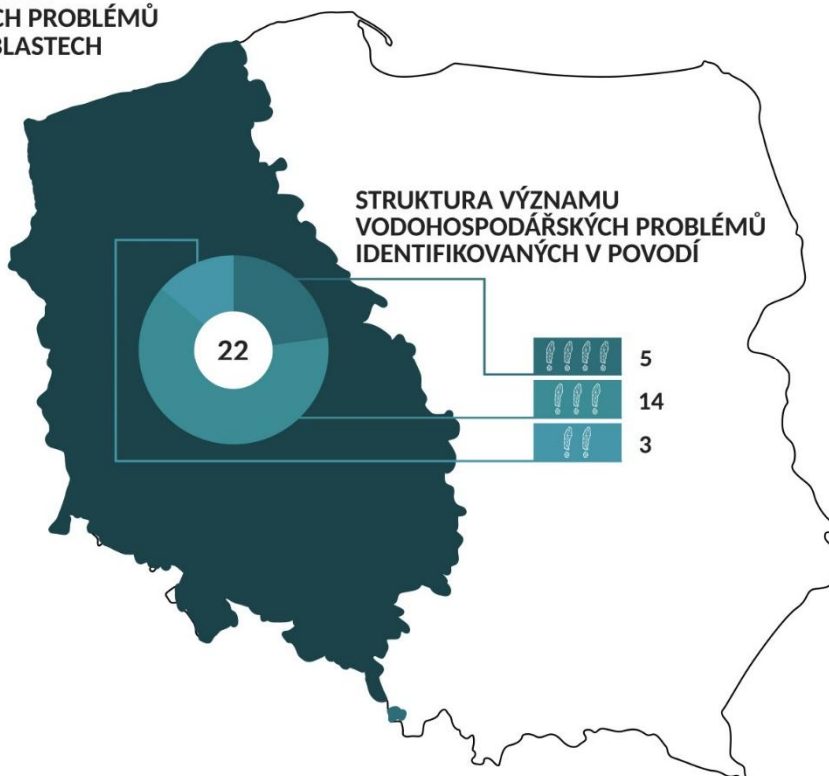 CH PROBLÉMŮ
BLASTECH
STRUKTURA VÝZNAMU
VODOHOSPODÁŘSKÝCH PROBLÉMŮ
IDENTIFIKOVANÝCH V POVODÍ
22
!!!! 5
!!! 14
!! 3